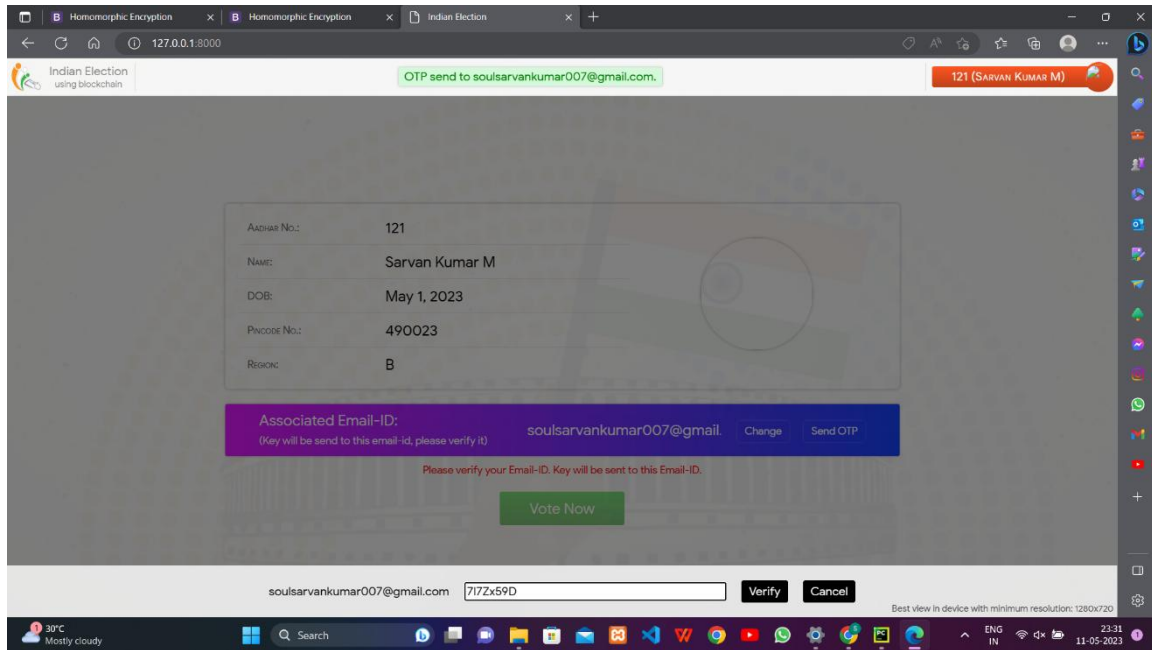 Homomorphic Encryption
Homomorphic Encryption
Indian Election
127.0.0.1:8000
Indian Election
using blockchain
OTP send to soulsarvankumar007@gmail.com.
121 (Sarvan Kumar M)
Aadhar No.: 121
Name: Sarvan Kumar M
DOB: May 1, 2023
Pincode No.: 490023
Region: B
Associated Email-ID:
(Key will be send to this email-id, please verify it)
soulsarvankumar007@gmail.
Change
Send OTP
Please verify your Email-ID. Key will be sent to this Email-ID.
Vote Now
soulsarvankumar007@gmail.com
7I7Zx59D
Verify
Cancel
Best view in device with minimum resolution: 1280x720
30°C
Mostly cloudy
Search
ENG
IN
23:31
11-05-2023